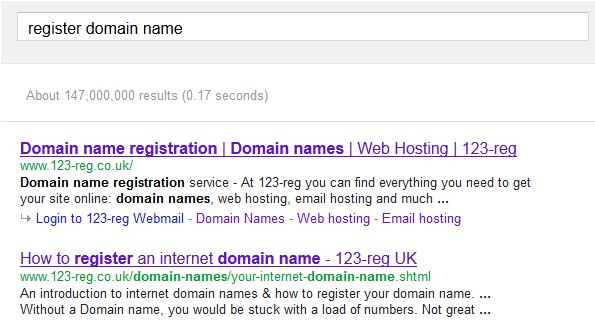 register domain name
About 147,000,000 results (0.17 seconds)
Domain name registration | Domain names | Web Hosting | 123-reg
www.123-reg.co.uk/
Domain name registration service - At 123-reg you can find everything you need to get
your site online: domain names, web hosting, email hosting and much ...
↳ Login to 123-reg Webmail - Domain Names - Web hosting - Email hosting
How to register an internet domain name - 123-reg UK
www.123-reg.co.uk/domain-names/your-internet-domain-name.shtml
An introduction to internet domain names & how to register your domain name. ...
Without a Domain name, you would be stuck with a load of numbers. Not great ...